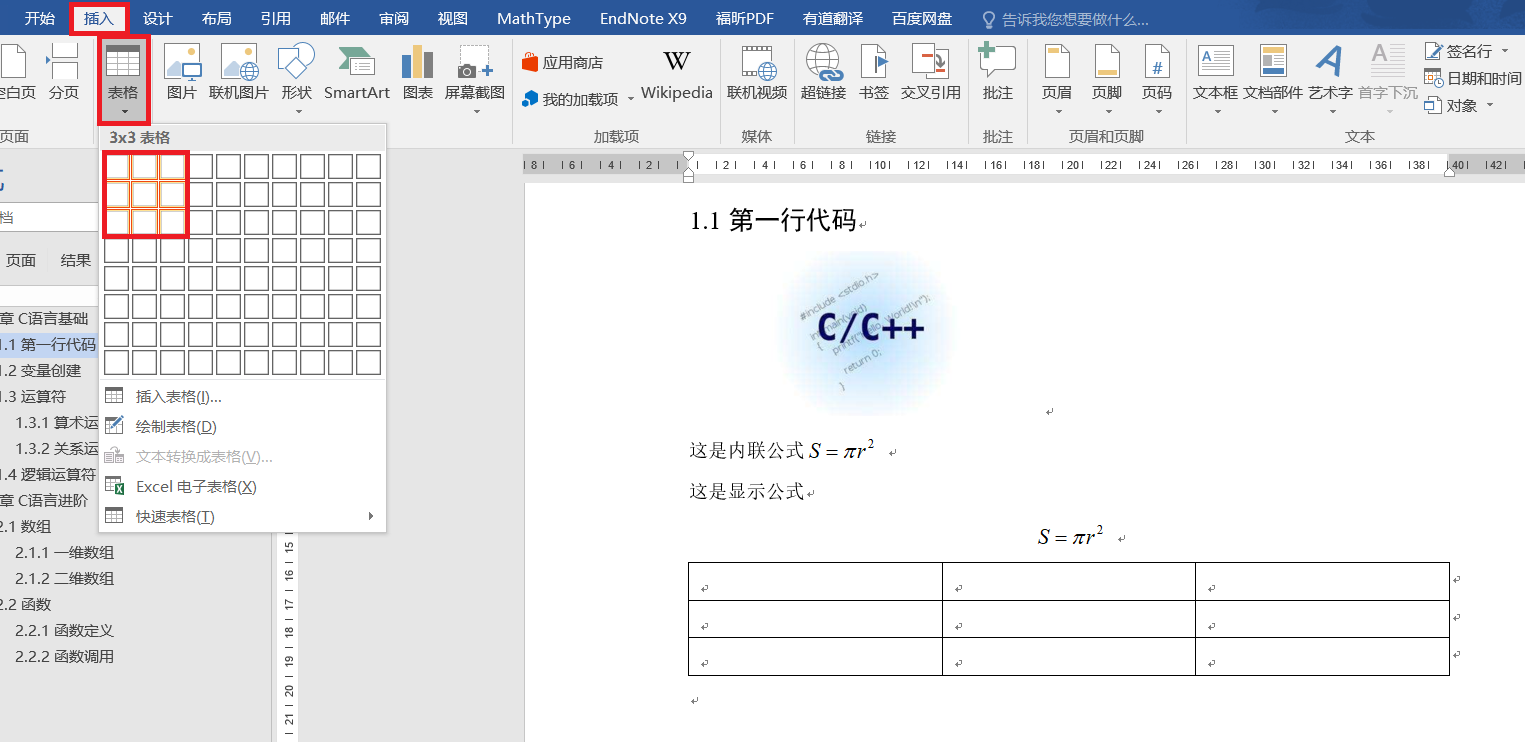 开始 插入 设计 布局 引用 邮件 审阅 视图 MathType EndNote X9 福昕PDF 有道翻译 百度网盘 告诉我您想要做什么...
空白页 分页 表格 图片 联机图片 形状 SmartArt 图表 屏幕截图 应用商店 我的加载项 Wikipedia 联机视频 超链接 书签 交叉引用 批注 页眉 页脚 页码 文本框 文档部件 艺术字 首字下沉 签名行 日期和时间 对象
W
#
A
页面 加载项 媒体 链接 批注 页眉和页脚 文本
3x3 表格
插入表格(I)...
绘制表格(D)
文本转换成表格(V)...
Excel 电子表格(X)
快速表格(T)
档
页面 结果
章 C语言基础
1.1 第一行代码
1.2 变量创建
1.3 运算符
1.3.1 算术运
1.3.2 关系运
1.4 逻辑运算符
章 C语言进阶
2.1 数组
2.1.1 一维数组
2.1.2 二维数组
2.2 函数
2.2.1 函数定义
2.2.2 函数调用
8 6 4 2 2 4 6 8 10 12 14 16 18 20 22 24 26 28 30 32 34 36 38 40 42
15
16
17
18
19
20
21
1.1 第一行代码
#include <stdio.h>
int main(void)
{ printf("Hello, World!\n");
return 0;
}
C/C++
这是内联公式 S = πr²
这是显示公式
S = πr²